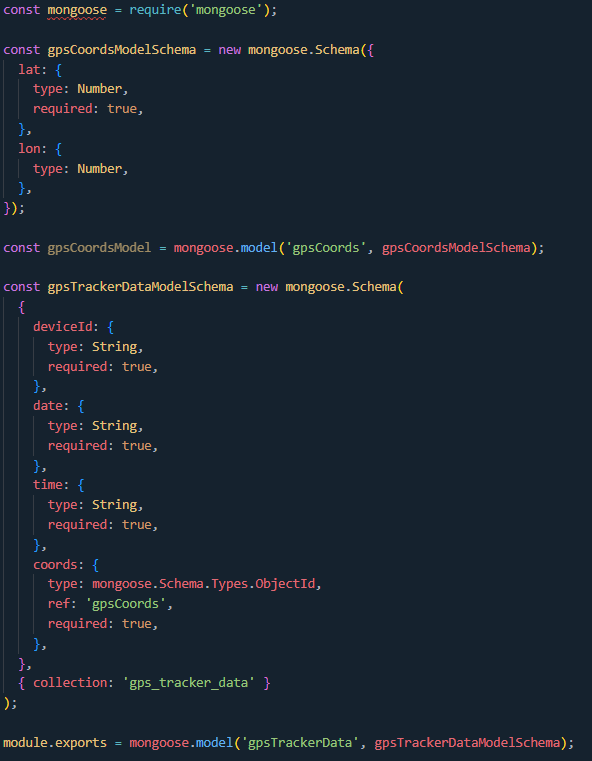 const mongoose = require('mongoose');
const gpsCoordsModelSchema = new mongoose.Schema({
  lat: {
    type: Number,
    required: true,
  },
  lon: {
    type: Number,
  },
});
const gpsCoordsModel = mongoose.model('gpsCoords', gpsCoordsModelSchema);
const gpsTrackerDataModelSchema = new mongoose.Schema(
  {
    deviceId: {
      type: String,
      required: true,
    },
    date: {
      type: String,
      required: true,
    },
    time: {
      type: String,
      required: true,
    },
    coords: {
      type: mongoose.Schema.Types.ObjectId,
      ref: 'gpsCoords',
      required: true,
    },
  },
  { collection: 'gps_tracker_data' }
);
module.exports = mongoose.model('gpsTrackerData', gpsTrackerDataModelSchema);